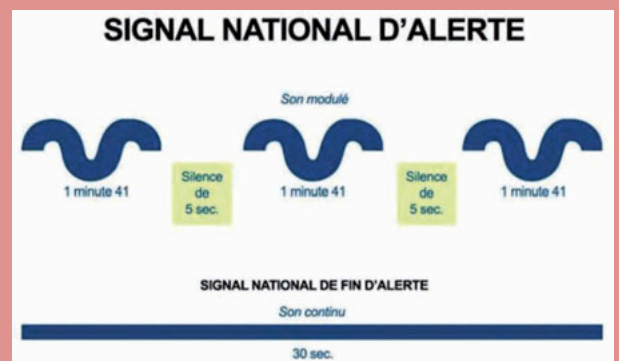 SIGNAL NATIONAL D'ALERTE
Son modulé
1 minute 41
Silence
de
5 sec.
1 minute 41
Silence
de
5 sec.
1 minute 41
SIGNAL NATIONAL DE FIN D'ALERTE
Son continu
30 sec.